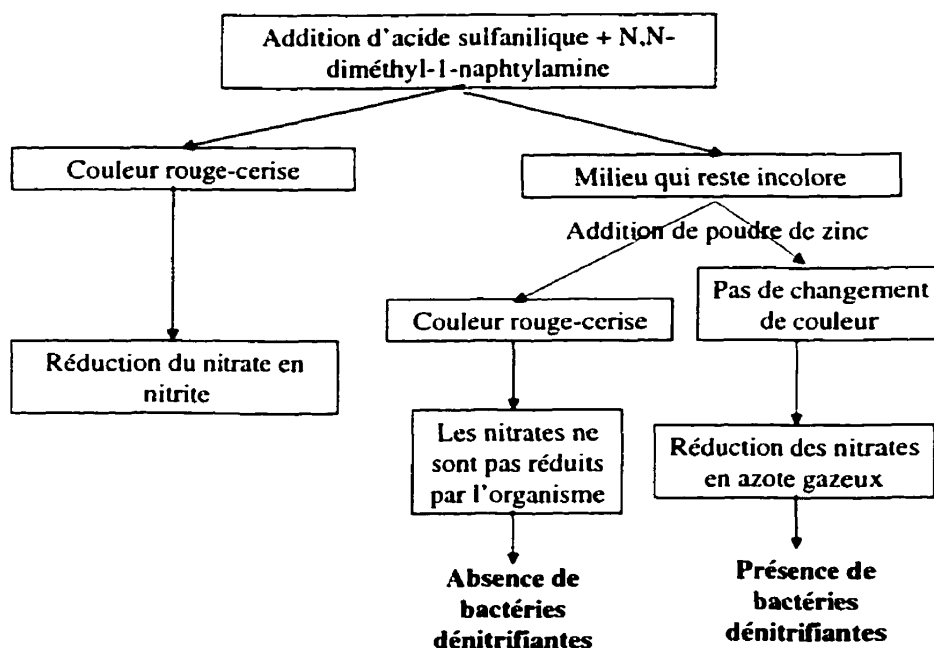 Addition d'acide sulfanilique + N,N-
diméthyl-1-naphtylamine
Couleur rouge-cerise
Milieu qui reste incolore
Addition de poudre de zinc
Couleur rouge-cerise
Pas de changement
de couleur
Réduction du nitrate en
nitrite
Les nitrates ne
sont pas réduits
par l'organisme
Réduction des nitrates
en azote gazeux
Absence de
bactéries
dénitrifiantes
Présence de
bactéries
dénitrifiantes